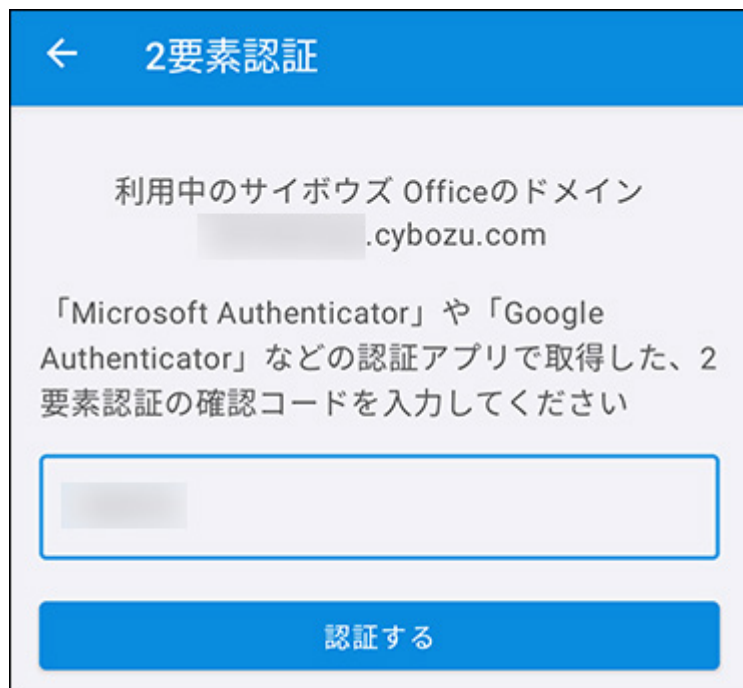 2要素認証
利用中のサイボウズ Officeのドメイン
.cybozu.com
「Microsoft Authenticator」や「Google
Authenticator」などの認証アプリで取得した、2
要素認証の確認コードを入力してください
認証する